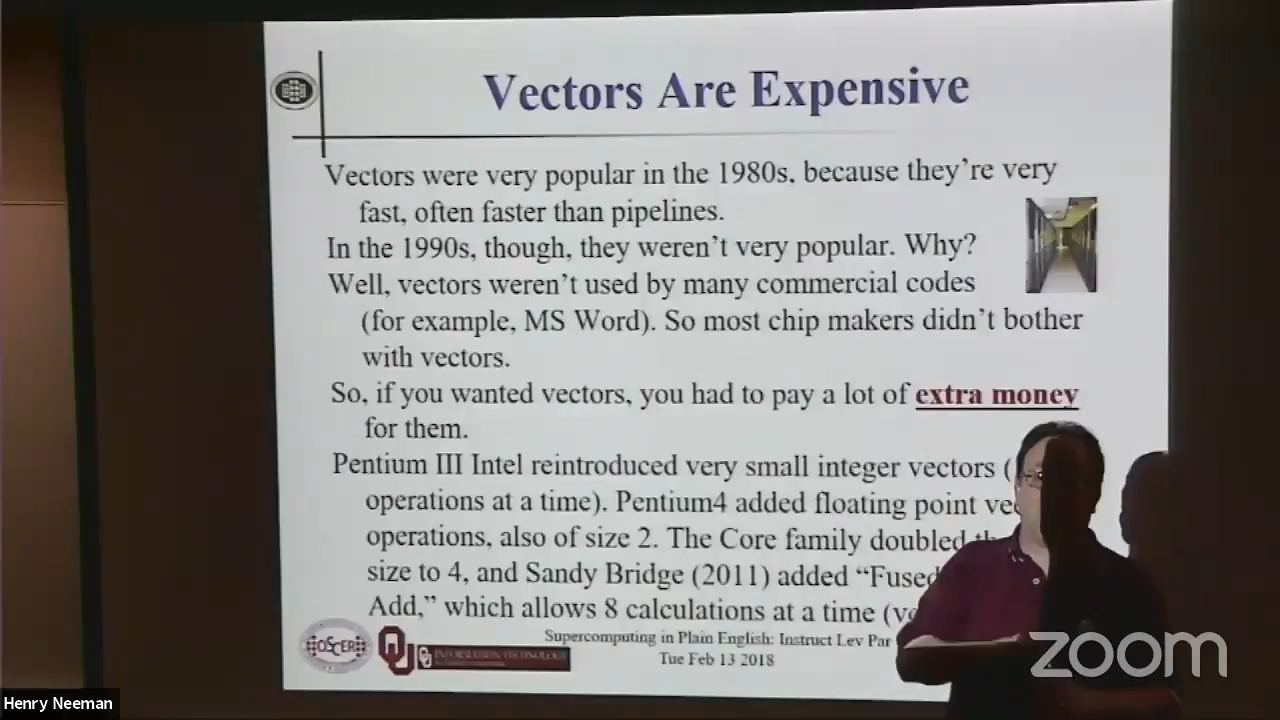 Vectors Are Expensive
Vectors were very popular in the 1980s, because they're very
fast, often faster than pipelines.
In the 1990s, though, they weren't very popular. Why?
Well, vectors weren't used by many commercial codes
(for example, MS Word). So most chip makers didn't bother
with vectors.
So, if you wanted vectors, you had to pay a lot of extra money
for them.
Pentium III Intel reintroduced very small integer vectors (
operations at a time). Pentium4 added floating point
operations, also of size 2. The Core family doubled
size to 4, and Sandy Bridge (2011) added “Fused
Add,” which allows 8 calculations at a time
OSCER
INFORMATION TECHNOLOGY
Supercomputing in Plain English: Instruct Lev Par
Tue Feb 13 2018
zoom
Henry Neeman